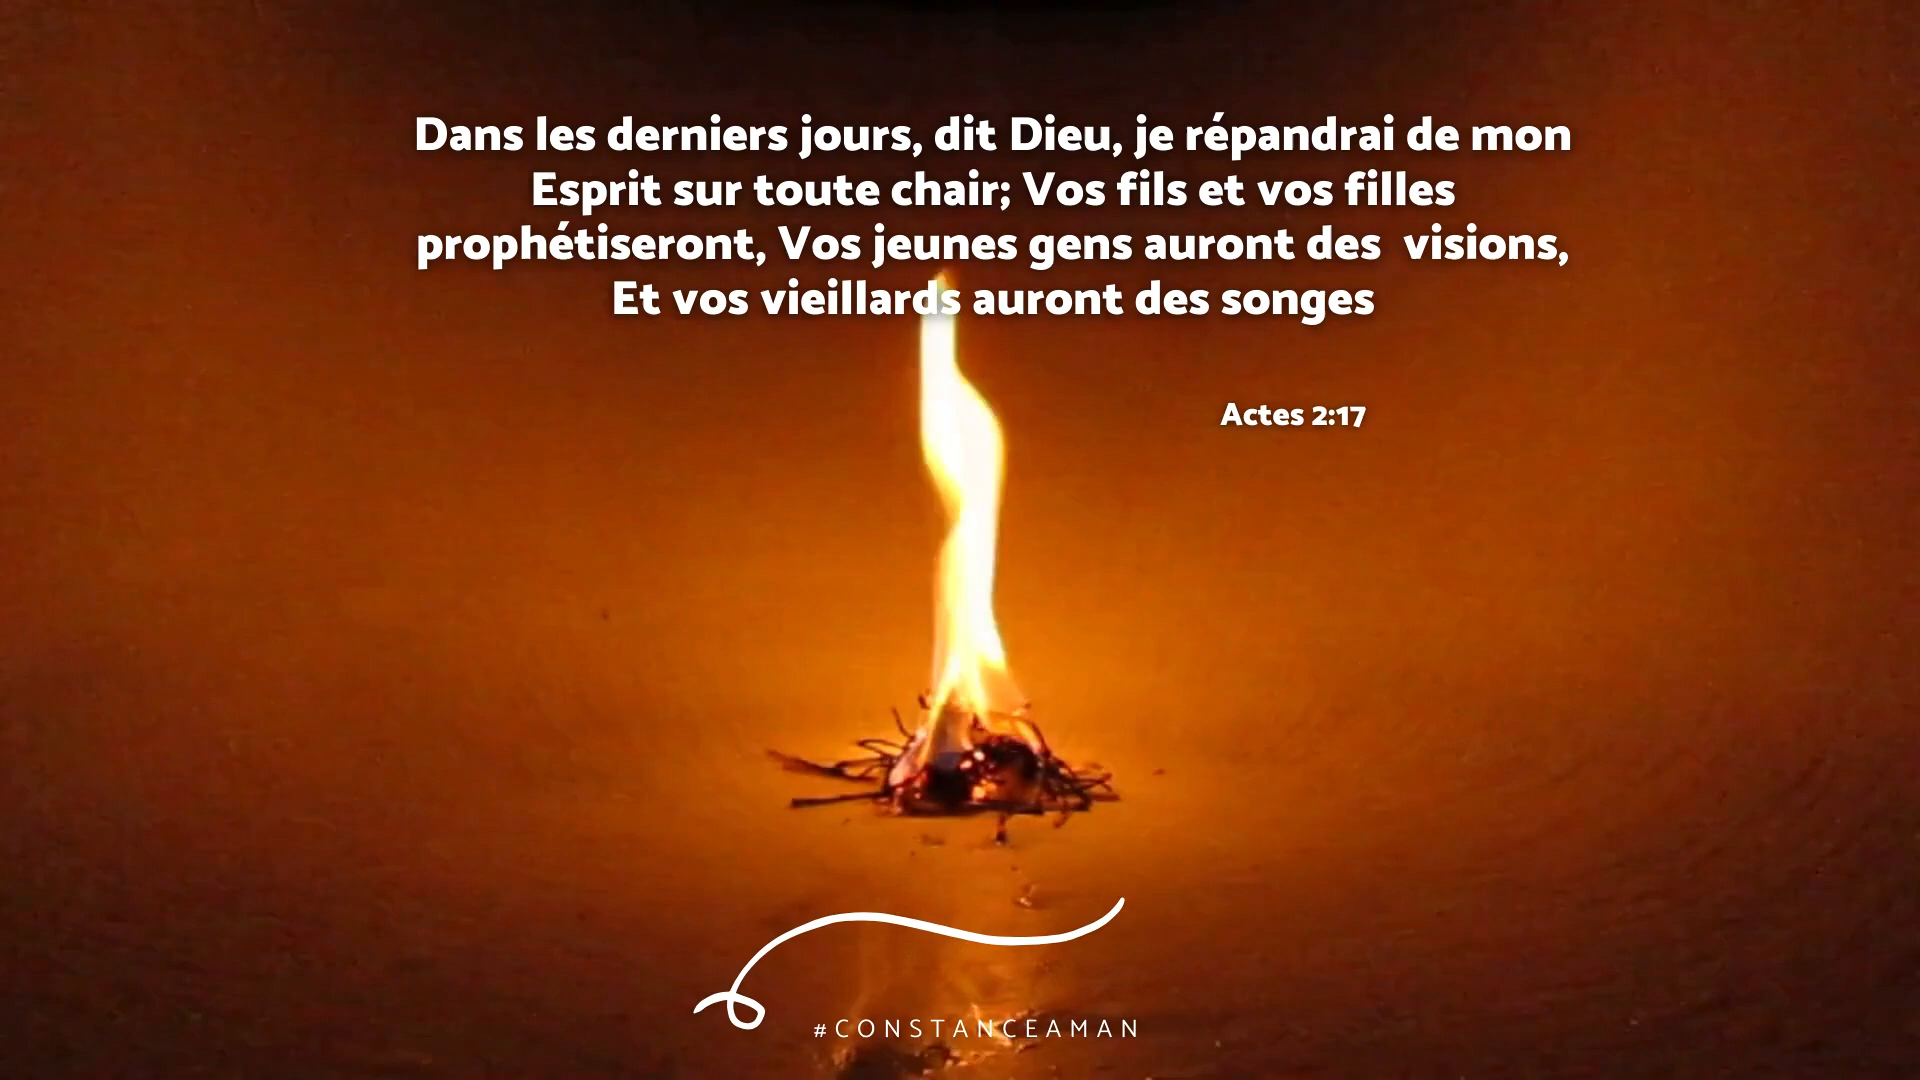 Dans les derniers jours, dit Dieu, je répandrai de mon
Esprit sur toute chair; Vos fils et vos filles
prophétiseront, Vos jeunes gens auront des  visions,
Et vos vieillards auront des songes
Actes 2:17
#CONSTANCEAMAN